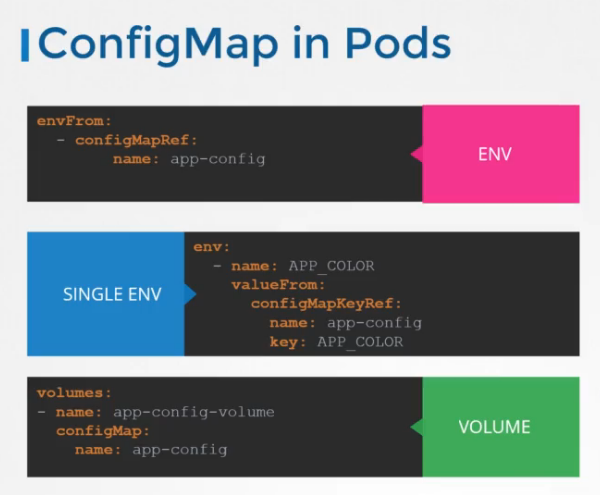 ConfigMap in Pods
envFrom:
  - configMapRef:
        name: app-config
ENV
SINGLE ENV
env:
  - name: APP_COLOR
    valueFrom:
      configMapKeyRef:
        name: app-config
        key: APP_COLOR
volumes:
- name: app-config-volume
  configMap:
    name: app-config
VOLUME